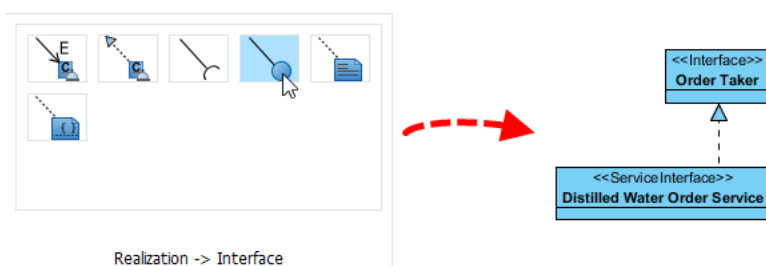 E
C
C
{ }
Realization -> Interface
<<Interface>>
Order Taker
<<ServiceInterface>>
Distilled Water Order Service